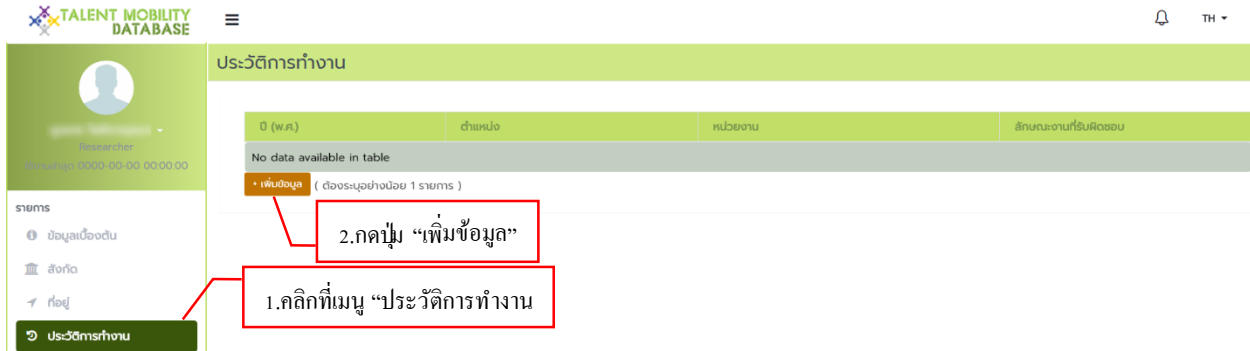 TALENT MOBILITY
DATABASE
TH
ประวัติการทำงาน
Researcher
0000-00-00 00:00:00
ปี (พ.ศ.) ตำแหน่ง หน่วยงาน ลักษณะงานที่รับผิดชอบ
No data available in table
+ เพิ่มข้อมูล ( ต้องระบุอย่างน้อย 1 รายการ )
รายการ
ข้อมูลเบื้องต้น
2.กดปุ่ม “เพิ่มข้อมูล”
สังกัด
ที่อยู่
1.คลิกที่เมนู “ประวัติการทำงาน
ประวัติการทำงาน